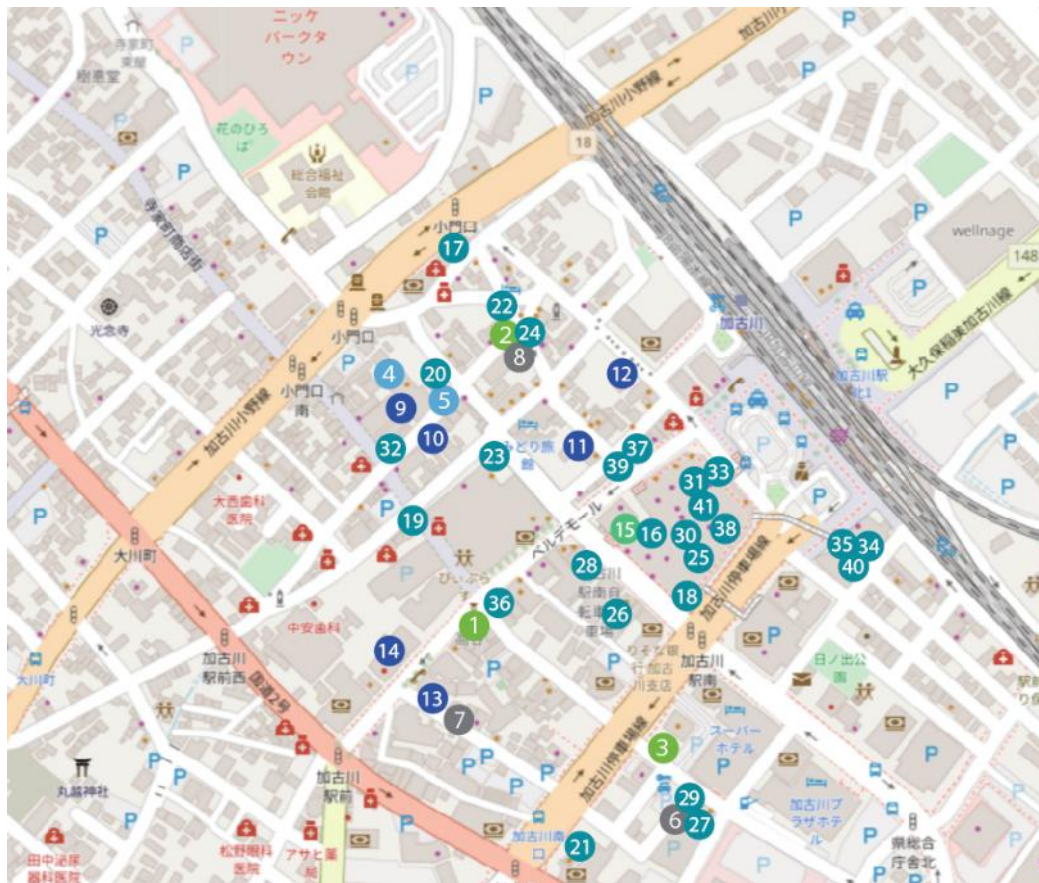 ニッケ
パークタ
ウン
寺家町
東屋
樹恵堂
花のひろ
ば
総合福祉
会館
加古川小野線
18
小門口
17
寺家町商店街
wellnage
148
大久保稲美加古川線
光念寺
小門口
22
2
24
8
加古川
加古川駅
北1
4
20
5
12
小門口
南
9
10
加古川小野線
32
23
みどり旅
館
11
37
39
31
33
41
大西歯科
医院
19
ベルデモール
15
16
30
38
25
35
34
40
大川町
びぃぷら
28
加古川
駅南自
転車駐
車場
26
18
加古川停車場線
36
1
中安歯科
14
加古川
駅前西
大川町
国道2号
りそな銀
行 加古
川支店
加古川
駅南
日ノ出公
園
13
7
3
スーパー
ホテル
加古川停車場線
丸越神社
加古川
駅前
29
6
27
加古川プ
ラザホテ
ル
県総合
庁舎北
加古川南
口
21
田中泌尿
器科医院
松野眼科
医院
アサヒ薬
局